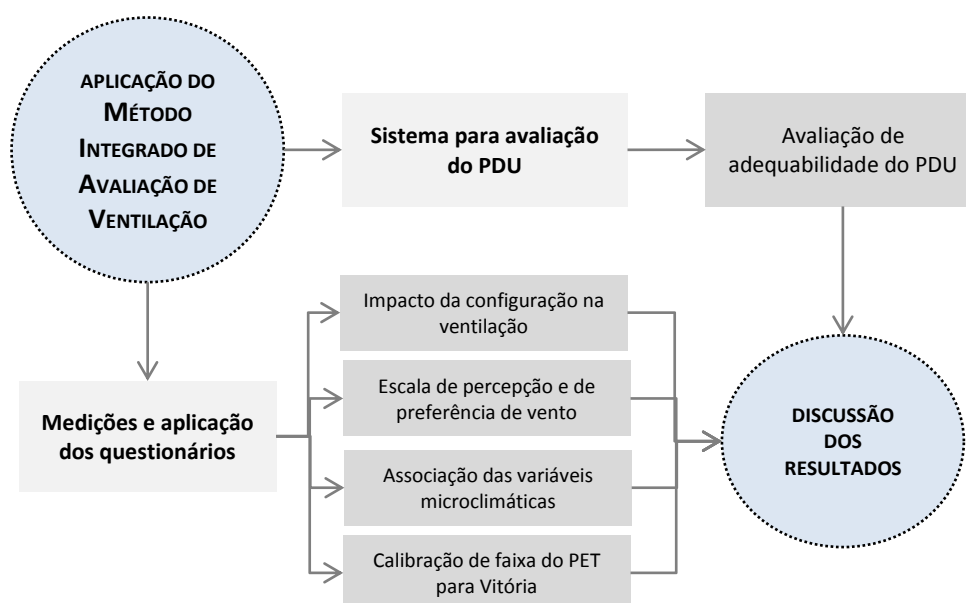 APLICAÇÃO DO
MÉTODO
INTEGRADO DE
AVALIAÇÃO DE
VENTILAÇÃO
Sistema para avaliação
do PDU
Avaliação de
adequabilidade do PDU
Medições e aplicação
dos questionários
Impacto da configuração na
ventilação
Escala de percepção e de
preferência de vento
Associação das variáveis
microclimáticas
Calibração de faixa do PET
para Vitória
DISCUSSÃO
DOS
RESULTADOS